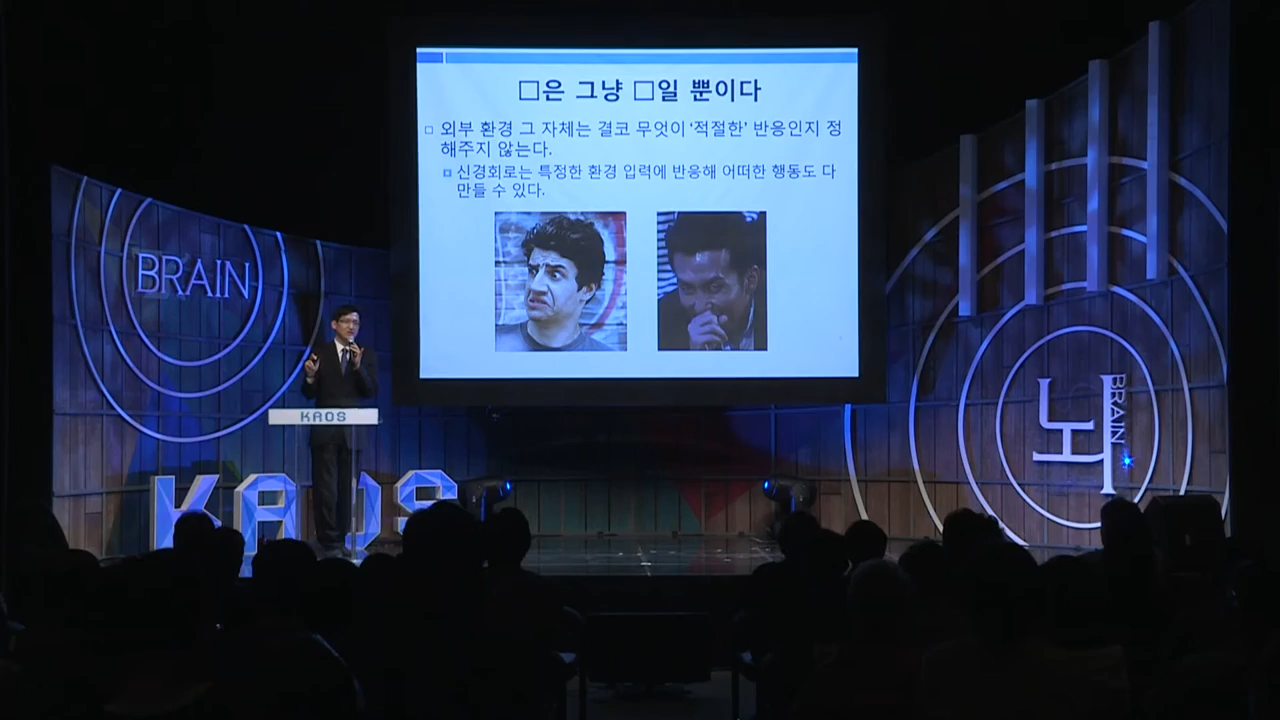 □은 그냥 □일 뿐이다
□ 외부 환경 그 자체는 결코 무엇이 ‘적절한’ 반응인지 정
해주지 않는다.
신경회로는 특정한 환경 입력에 반응해 어떠한 행동도 다
만들 수 있다.
BRAIN
KAOS
KAOS
뇌
BRAIN